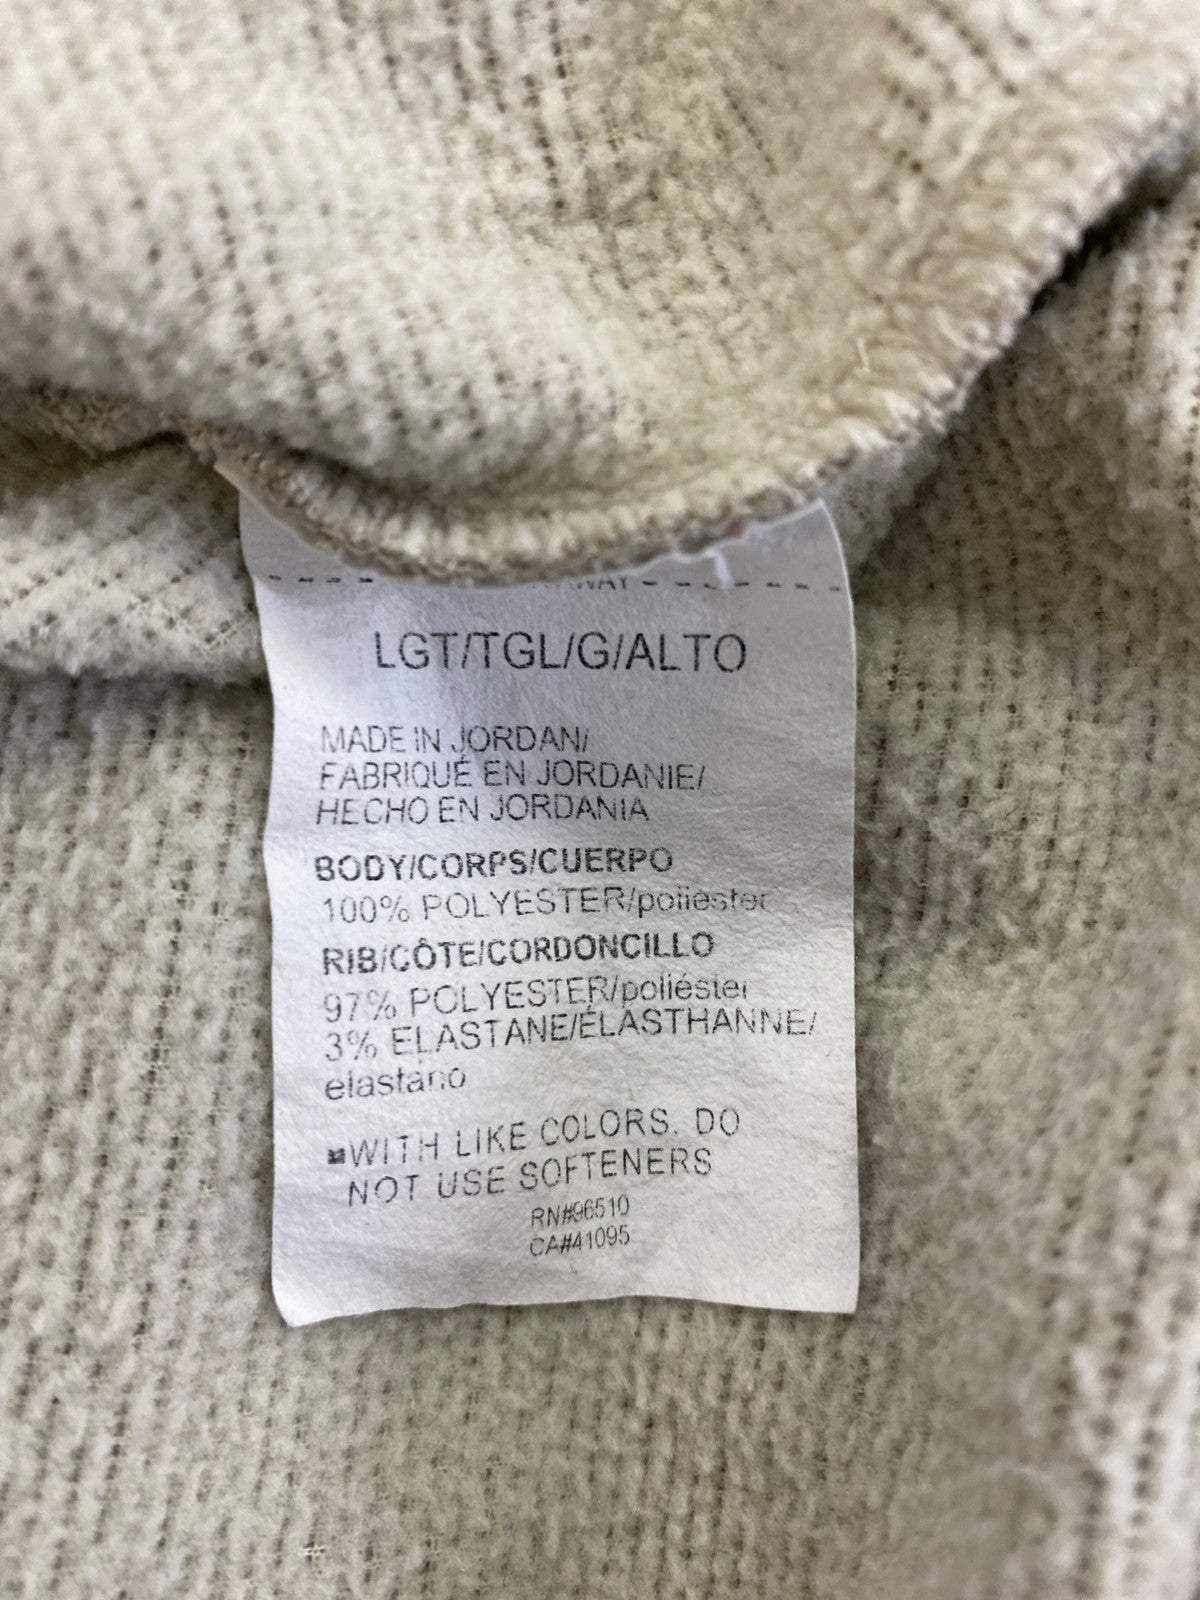 AWAY
LGT/TGL/G/ALTO
MADE IN JORDAN/
FABRIQUÉ EN JORDANIE/
HECHO EN JORDANIA
BODY/CORPS/CUERPO
100% POLYESTER/poliéster
RIB/CÔTE/CORDONCILLO
97% POLYESTER/poliéster
3% ELASTANE/ÉLASTHANNE/
elastano
WITH LIKE COLORS. DO
NOT USE SOFTENERS
RN#96510
CA#41095